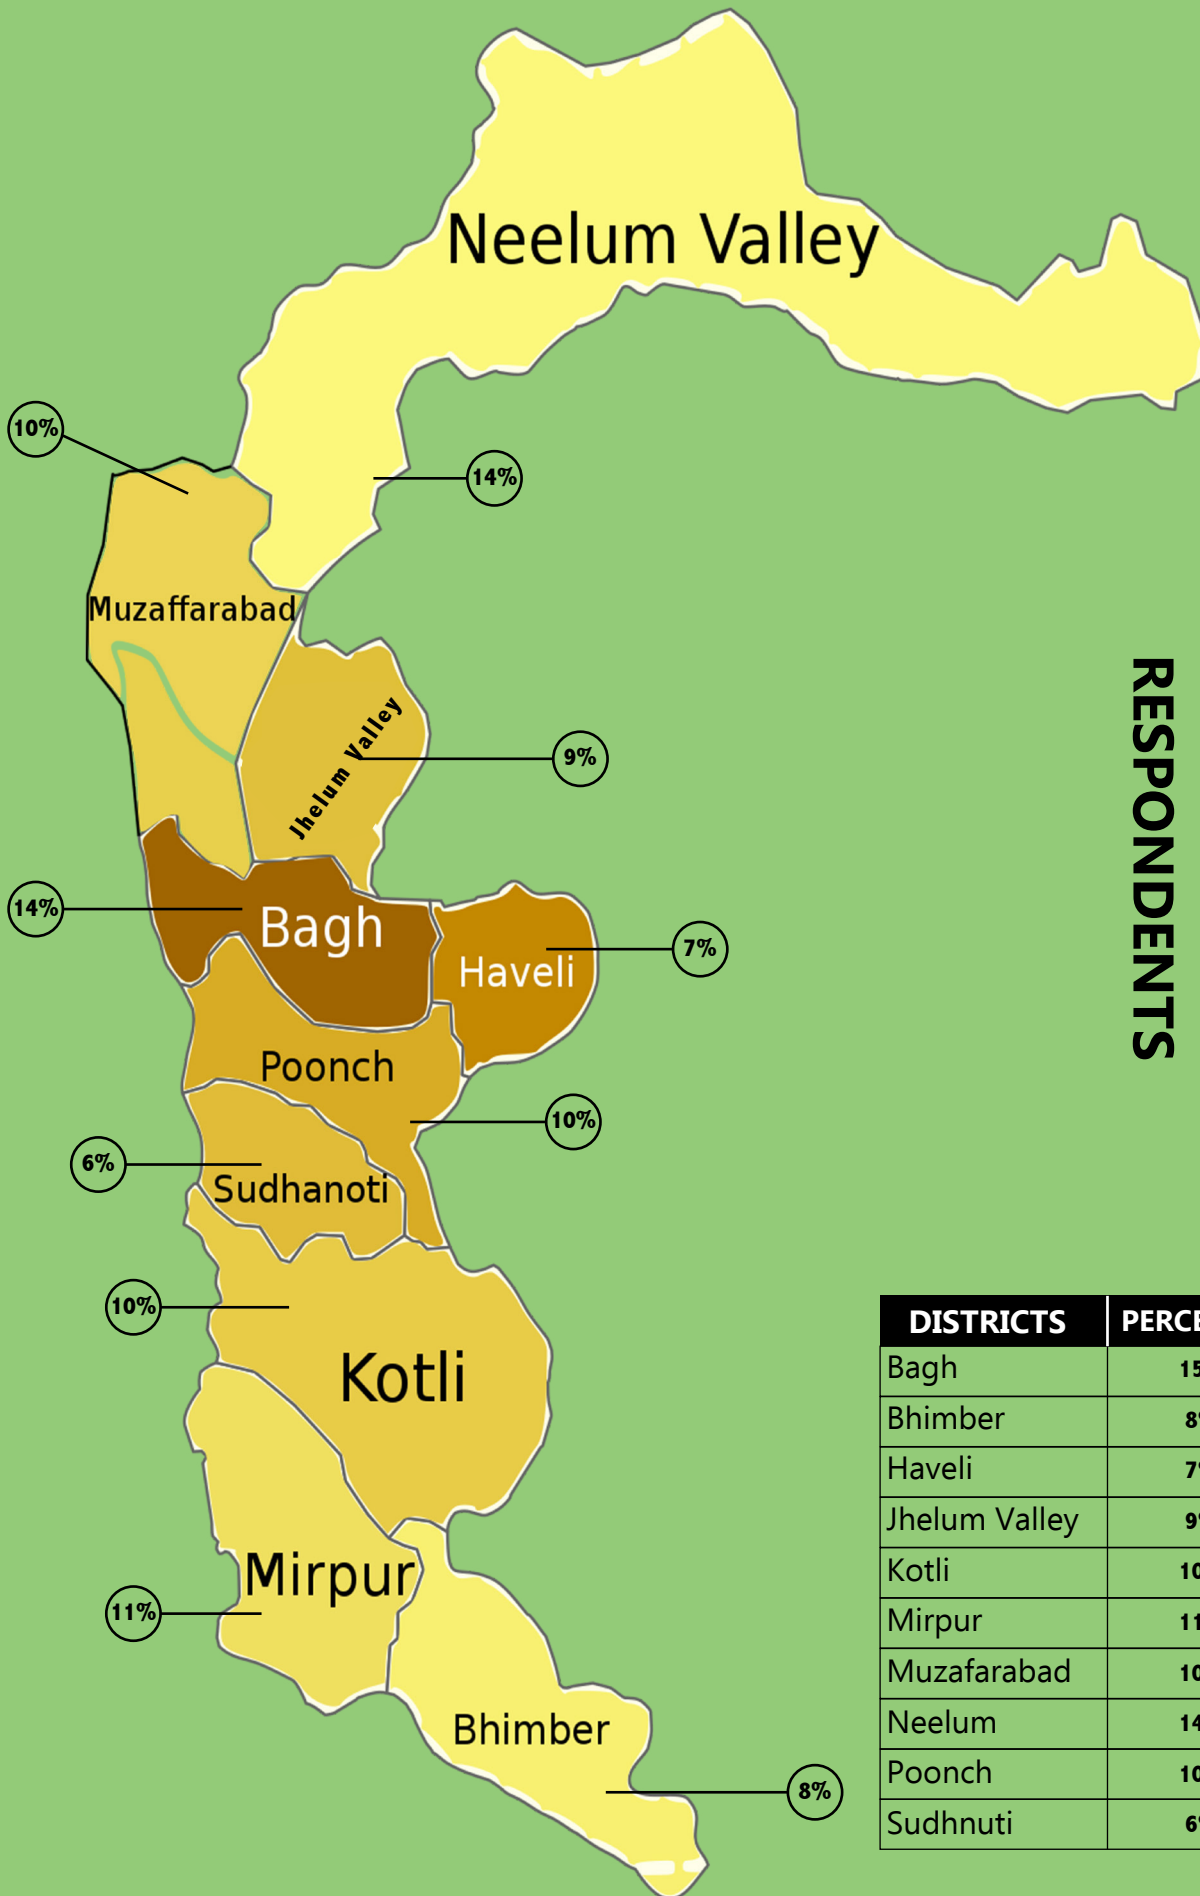 Neelum Valley
10%
14%
Muzaffarabad
Jhelum Valley
9%
RESPONDENTS
14%
Bagh
7%
Haveli
Poonch
10%
6%
Sudhanoti
10%
Kotli
11%
Mirpur
Bhimber
8%
DISTRICTS
Bagh
Bhimber
Haveli
Jhelum Valley
Kotli
Mirpur
Muzafarabad
Neelum
Poonch
Sudhnuti